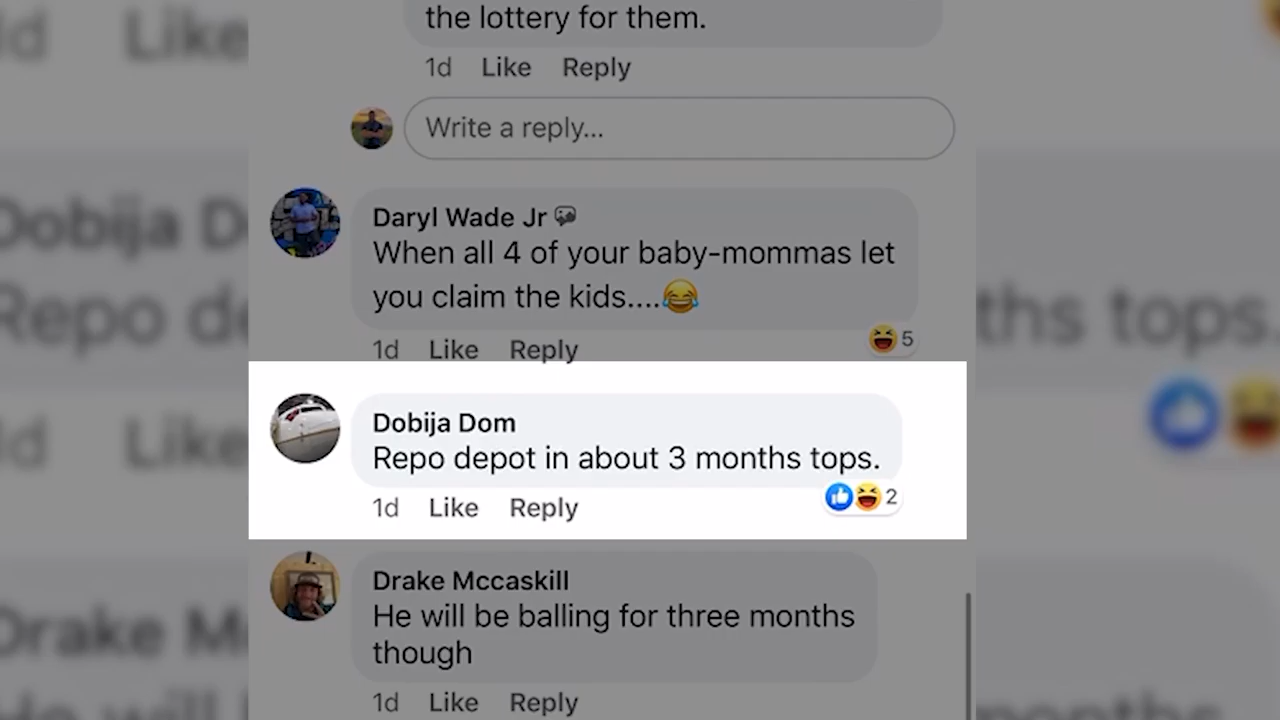 the lottery for them.
1d Like Reply
Write a reply...
Daryl Wade Jr
When all 4 of your baby-mommas let
you claim the kids....😂
5
1d Like Reply
Dobija Dom
Repo depot in about 3 months tops.
2
1d Like Reply
Drake Mccaskill
He will be balling for three months
though
1d Like Reply